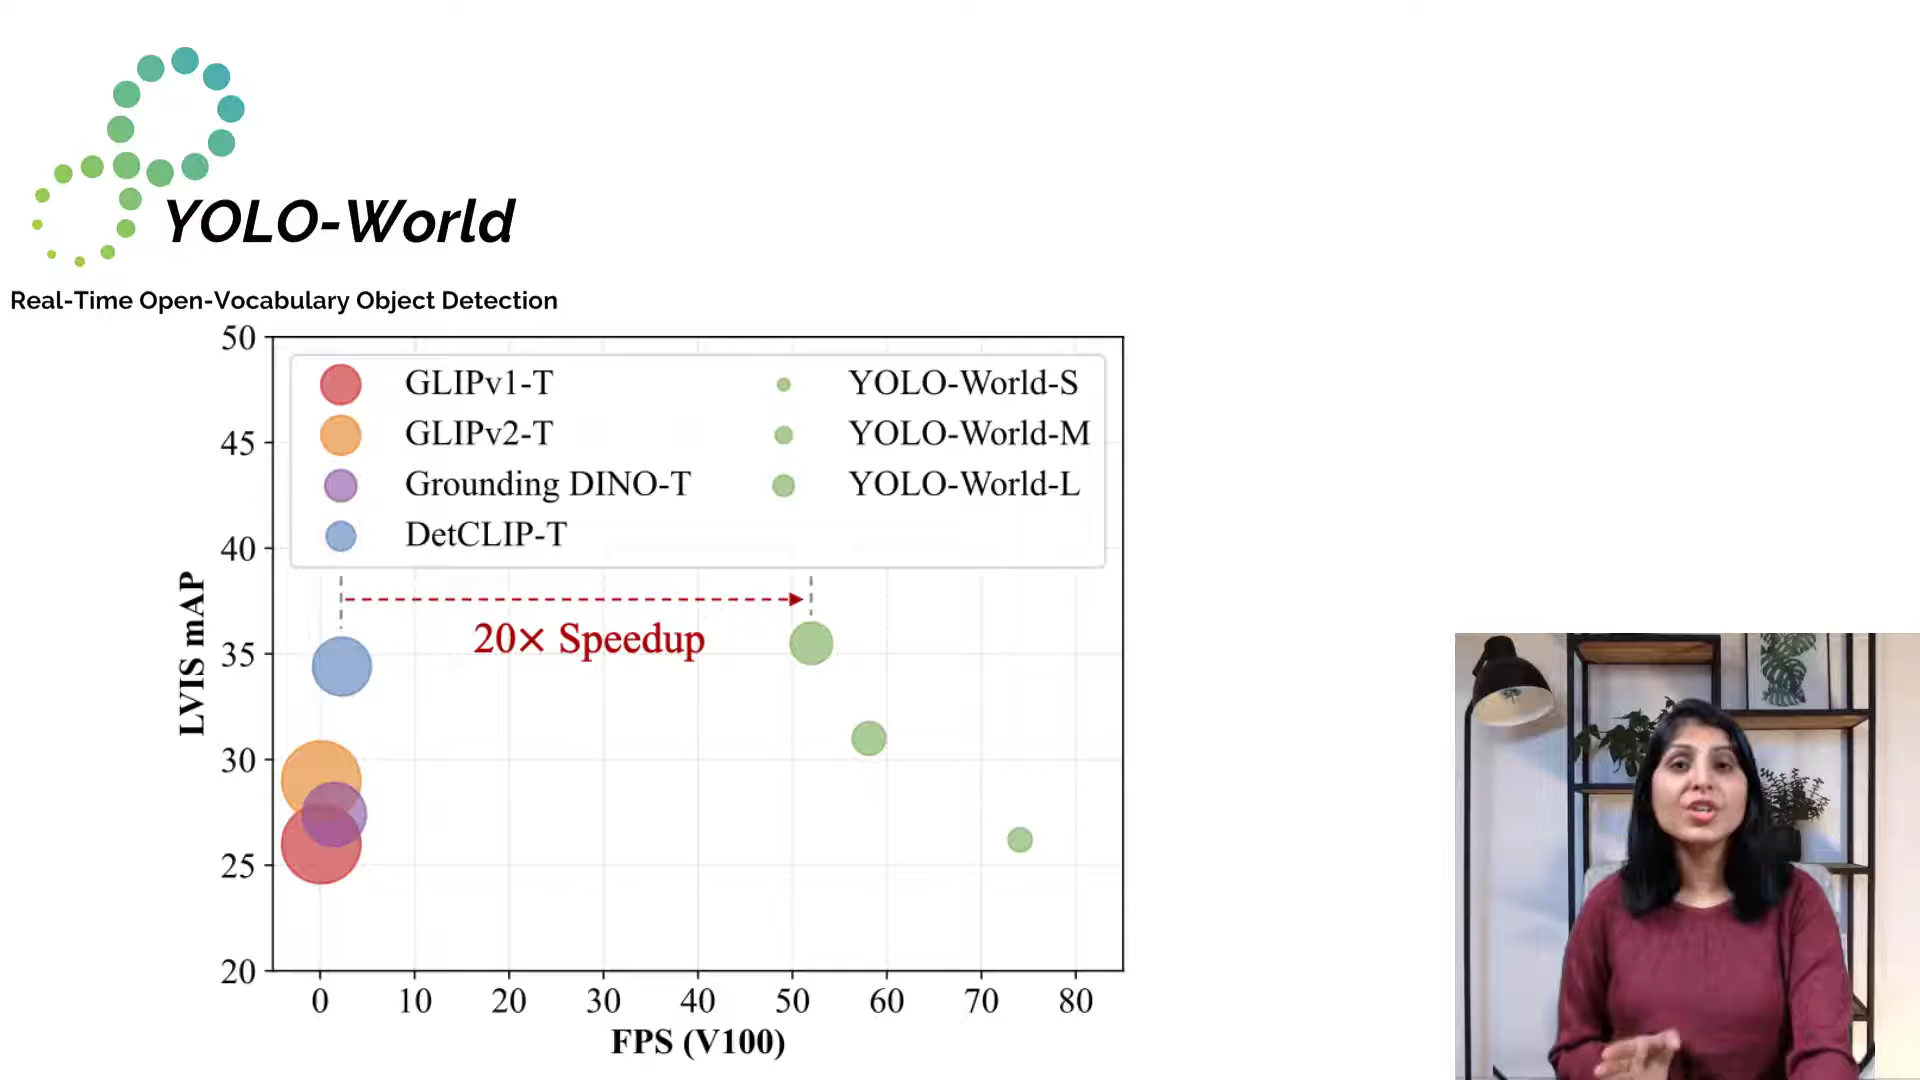 YOLO-World
Real-Time Open-Vocabulary Object Detection
50
45
40
35
30
25
20
LVIS mAP
GLIPv1-T
GLIPv2-T
Grounding DINO-T
DetCLIP-T
YOLO-World-S
YOLO-World-M
YOLO-World-L
20× Speedup
0 10 20 30 40 50 60 70 80
FPS (V100)